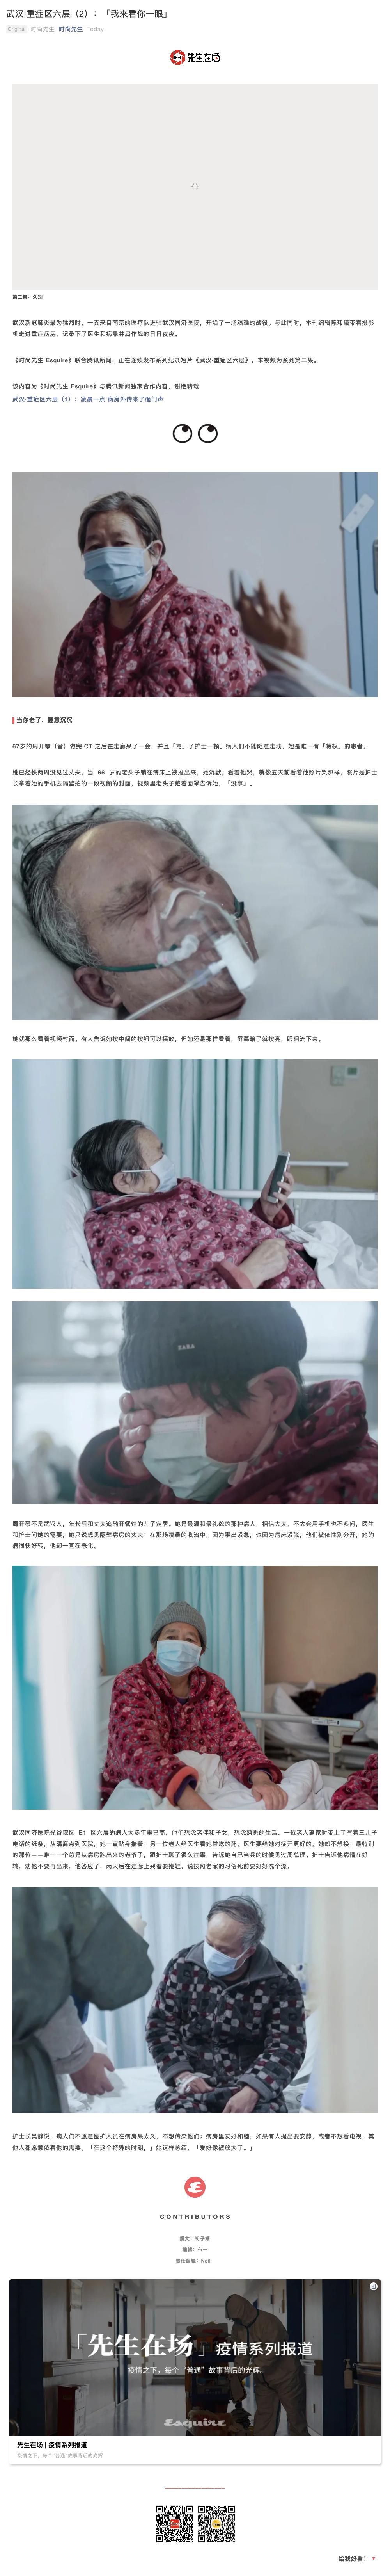 武汉·重症区六层（2）：「我来看你一眼」
Original 时尚先生 时尚先生 Today
先生在场
第二集：久别
武汉新冠肺炎最为猛烈时，一支来自南京的医疗队进驻武汉同济医院，开始了一场艰难的战役。与此同时，本刊编辑陈玮曦带着摄影
机走进重症病房，记录下了医生和病患并肩作战的日日夜夜。
《时尚先生 Esquire》联合腾讯新闻，正在连续发布系列纪录短片《武汉·重症区六层》，本视频为系列第二集。
该内容为《时尚先生 Esquire》与腾讯新闻独家合作内容，谢绝转载
武汉·重症区六层（1）：凌晨一点 病房外传来了砸门声
当你老了，睡意沉沉
67岁的周开琴（音）做完 CT 之后在走廊呆了一会，并且「骂」了护士一顿。病人们不能随意走动，她是唯一有「特权」的患者。
她已经快两周没见过丈夫。当 66 岁的老头子躺在病床上被推出来，她沉默，看着他哭，就像五天前看着他照片哭那样。照片是护士
长拿着她的手机去隔壁拍的一段视频的封面，视频里老头子戴着面罩告诉她，「没事」。
她就那么看着视频封面。有人告诉她按中间的按钮可以播放，但她还是那样看着，屏幕暗了就按亮，眼泪流下来。
ZARA
周开琴不是武汉人，年长后和丈夫追随开餐馆的儿子定居。她是最温和最礼貌的那种病人，相信大夫，不太会用手机也不多问，医生
和护士问她的需要，她只说想见隔壁病房的丈夫：在那场凌晨的收治中，因为事出紧急，也因为病床紧张，他们被依性别分开，她的
病很快好转，他却一直在恶化。
武汉同济医院光谷院区 E1 区六层的病人大多年事已高，他们想念老伴和子女，想念熟悉的生活。一位老人离家时带上了写着三儿子
电话的纸条，从隔离点到医院，她一直贴身揣着；另一位老人给医生看她常吃的药，医生要给她对症开更好的，她却不想换；最特别
的那位——唯一一个总是从病房跑出来的老爷子，跟护士聊了很久往事，告诉她自己当兵的时候见过周总理。护士告诉他病情在好
转，劝他不要再出来，他答应了，两天后在走廊上哭着要拖鞋，说按照老家的习俗死前要好好洗个澡。
护士长吴静说，病人们不愿意医护人员在病房呆太久，不想传染他们；病房里友好和睦，如果有人提出要安静，或者不想看电视，其
他人都愿意依着他的需要。「在这个特殊的时期，」她这样总结，「爱好像被放大了。」
CONTRIBUTORS
编辑：布一
责任编辑：Neil
「先生在场」疫情系列报道
疫情之下，每个“普通”故事背后的光辉。
Esquire
先生在场 | 疫情系列报道
疫情之下，每个“普通”故事背后的光辉
给我好看！